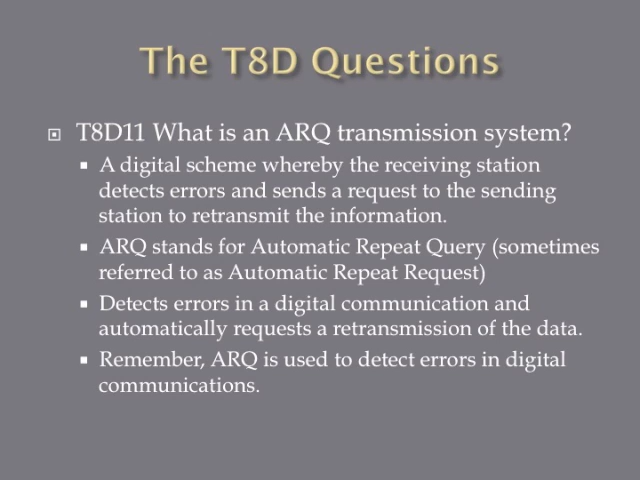 The T8D Questions
T8D11 What is an ARQ transmission system?
A digital scheme whereby the receiving station
detects errors and sends a request to the sending
station to retransmit the information.
ARQ stands for Automatic Repeat Query (sometimes
referred to as Automatic Repeat Request)
Detects errors in a digital communication and
automatically requests a retransmission of the data.
Remember, ARQ is used to detect errors in digital
communications.